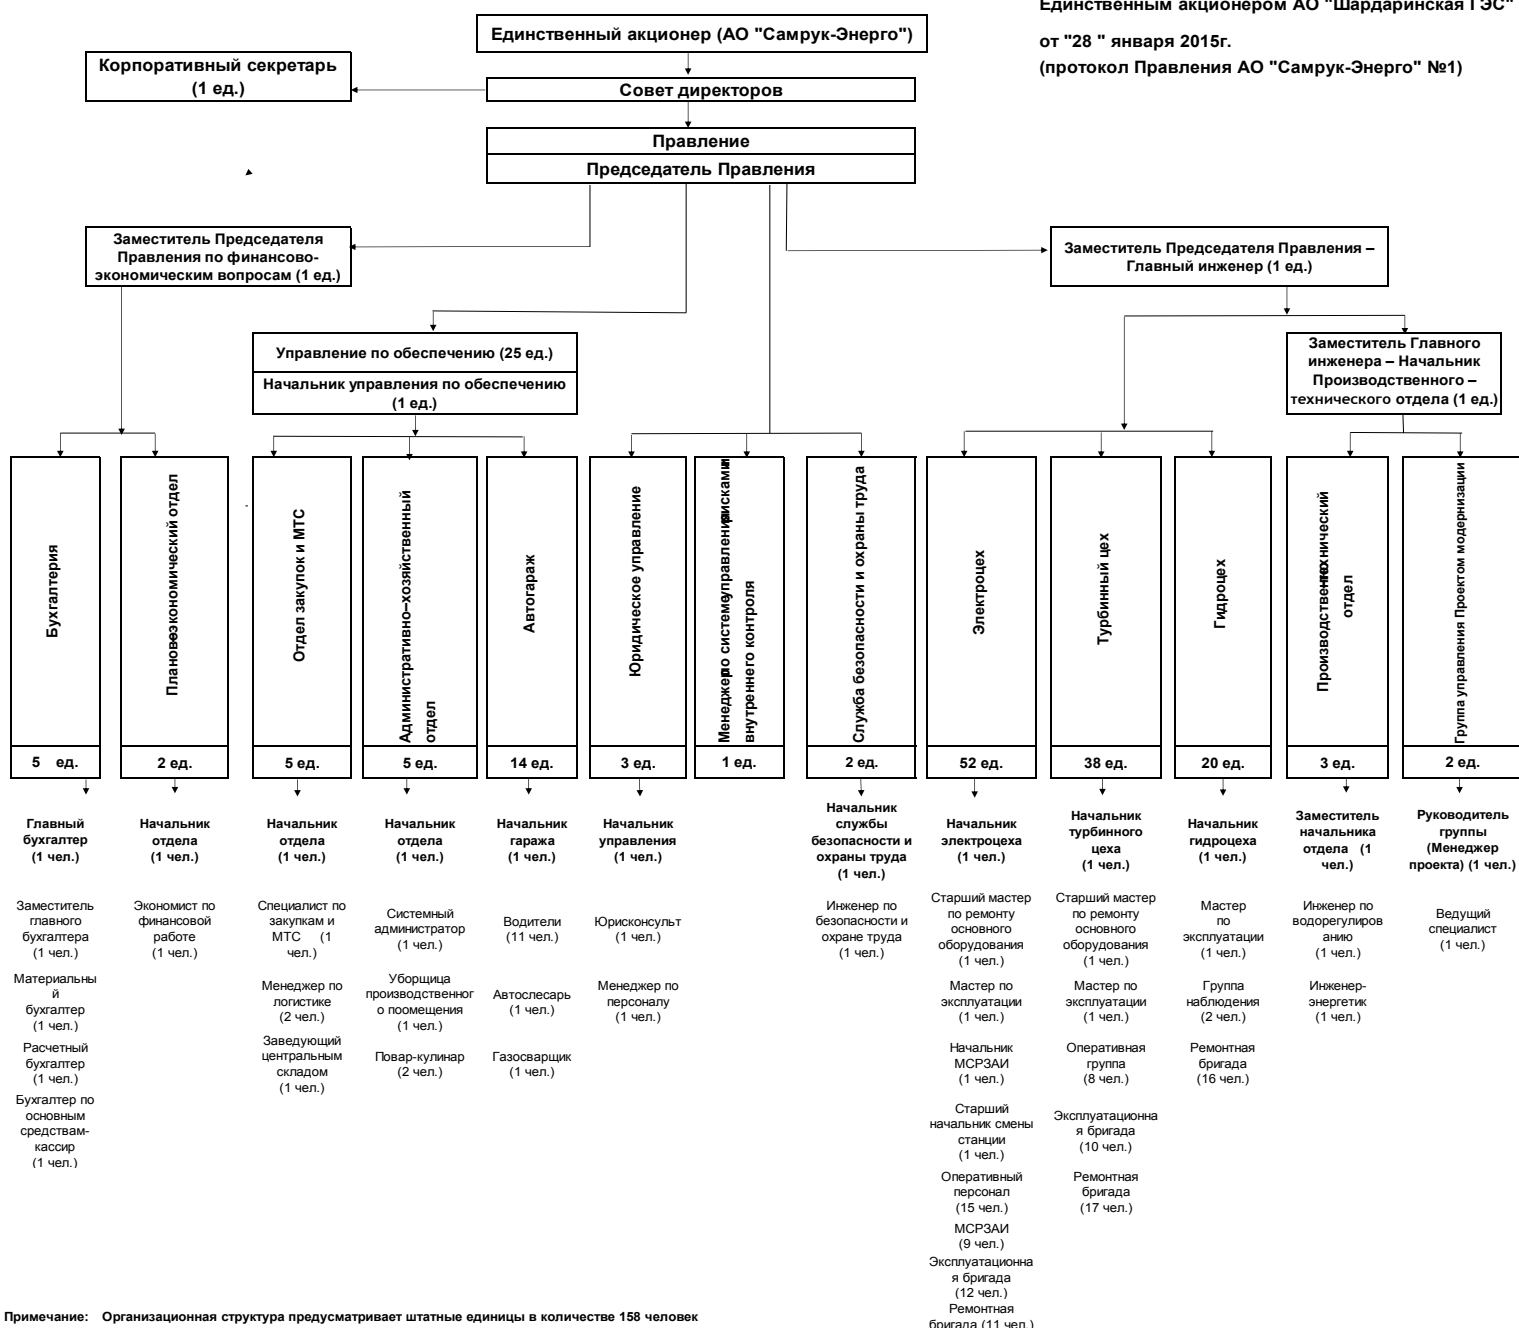 Единственным акционером АО "Шардаринская ГЭС"
от "28 " января 2015г.
(протокол Правления АО "Самрук-Энерго" №1)
Единственный акционер (АО "Самрук-Энерго")
Корпоративный секретарь
(1 ед.)
Совет директоров
Правление
Председатель Правления
Заместитель Председателя
Правления по финансово-
экономическим вопросам (1 ед.)
Заместитель Председателя Правления –
Главный инженер (1 ед.)
Управление по обеспечению (25 ед.)
Начальник управления по обеспечению
(1 ед.)
Заместитель Главного
инженера – Начальник
Производственного –
технического отдела (1 ед.)
Бухгалтерия
5 ед.
Планово-экономический отдел
2 ед.
Отдел закупок и МТС
5 ед.
Административно–хозяйственный
отдел
5 ед.
Автогараж
14 ед.
Юридическое управление
3 ед.
Менеджер по системе управления рисками и
внутреннего контроля
1 ед.
Служба безопасности и охраны труда
2 ед.
Электроцех
52 ед.
Турбинный цех
38 ед.
Гидроцех
20 ед.
Производственно-технический
отдел
3 ед.
Группа управления Проектом модернизации
2 ед.
Главный
бухгалтер
(1 чел.)
Заместитель
главного
бухгалтера
(1 чел.)
Материальны
й
бухгалтер
(1 чел.)
Расчетный
бухгалтер
(1 чел.)
Бухгалтер по
основным
средствам-
кассир
(1 чел.)
Начальник
отдела
(1 чел.)
Экономист по
финансовой
работе
(1 чел.)
Начальник
отдела
(1 чел.)
Специалист по
закупкам и
МТС (1
чел.)
Менеджер по
логистике
(2 чел.)
Заведующий
центральным
складом
(1 чел.)
Начальник
отдела
(1 чел.)
Системный
администратор
(1 чел.)
Уборщица
производственног
о поомещения
(1 чел.)
Повар-кулинар
(2 чел.)
Начальник
гаража
(1 чел.)
Водители
(11 чел.)
Автослесарь
(1 чел.)
Газосварщик
(1 чел.)
Начальник
управления
(1 чел.)
Юрисконсульт
(1 чел.)
Менеджер по
персоналу
(1 чел.)
Начальник
службы
безопасности и
охраны труда
(1 чел.)
Инженер по
безопасности и
охране труда
(1 чел.)
Начальник
электроцеха
(1 чел.)
Старший мастер
по ремонту
основного
оборудования
(1 чел.)
Мастер по
эксплуатации
(1 чел.)
Начальник
МСРЗАИ
(1 чел.)
Старший
начальник смены
станции
(1 чел.)
Оперативный
персонал
(15 чел.)
МСРЗАИ
(9 чел.)
Эксплуатационна
я бригада
(12 чел.)
Ремонтная
бригада (11 чел.)
Начальник
турбинного
цеха
(1 чел.)
Старший мастер
по ремонту
основного
оборудования
(1 чел.)
Мастер по
эксплуатации
(1 чел.)
Оперативная
группа
(8 чел.)
Эксплуатационна
я бригада
(10 чел.)
Ремонтная
бригада
(17 чел.)
Начальник
гидроцеха
(1 чел.)
Мастер
по
эксплуатации
(1 чел.)
Группа
наблюдения
(2 чел.)
Ремонтная
бригада
(16 чел.)
Заместитель
начальника
отдела (1
чел.)
Инженер по
водорегулиров
анию
(1 чел.)
Инженер-
энергетик
(1 чел.)
Руководитель
группы
(Менеджер
проекта) (1 чел.)
Ведущий
специалист
(1 чел.)
Примечание: Организационная структура предусматривает штатные единицы в количестве 158 человек